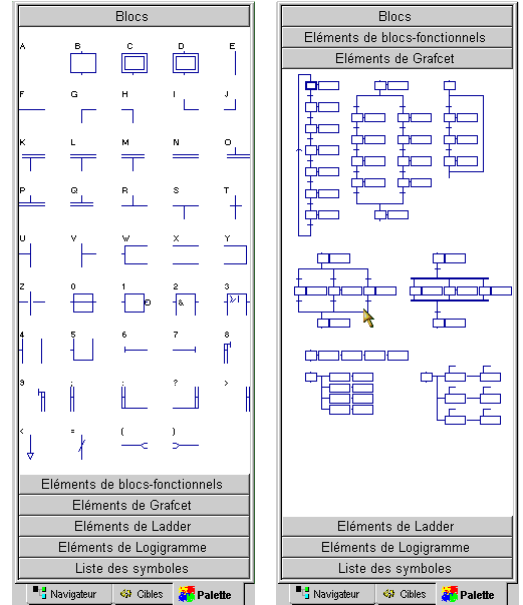 Blocs
A B C D E
F G H I J
K L M N O
P Q R S T
U V W X Y
Z 0 1 2 3
&
4 5 6 7 8
9 : ; ? >
< = ( )
Eléments de blocs-fonctionnels
Eléments de Grafcet
Eléments de Ladder
Eléments de Logigramme
Liste des symboles
Navigateur Cibles Palette
Blocs
Eléments de blocs-fonctionnels
Eléments de Grafcet
Eléments de Ladder
Eléments de Logigramme
Liste des symboles
Navigateur Cibles Palette